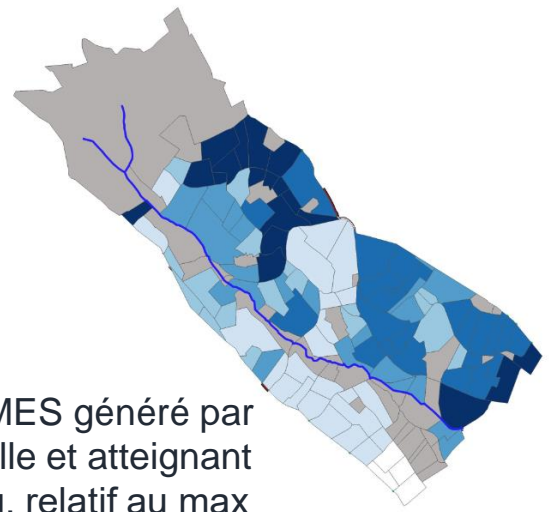 MES généré par
lle et atteignant
relatif au max